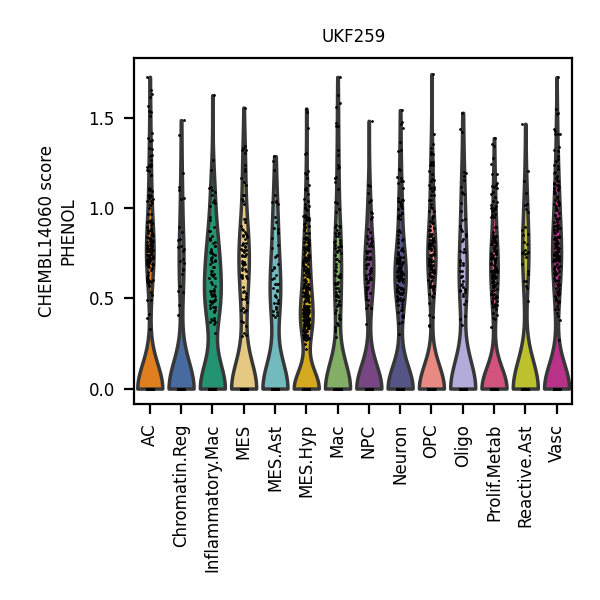 UKF259
CHEMBL14060 score
PHENOL
1.5
1.0
0.5
0.0
AC
Chromatin.Reg
Inflammatory.Mac
MES
MES.Ast
MES.Hyp
Mac
NPC
Neuron
OPC
Oligo
Prolif.Metab
Reactive.Ast
Vasc